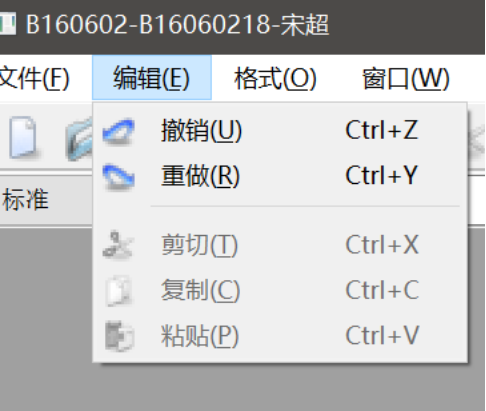 B160602-B16060218-宋超
文件(F) 编辑(E) 格式(O) 窗口(W)
撤销(U) Ctrl+Z
重做(R) Ctrl+Y
标准
剪切(T) Ctrl+X
复制(C) Ctrl+C
粘贴(P) Ctrl+V